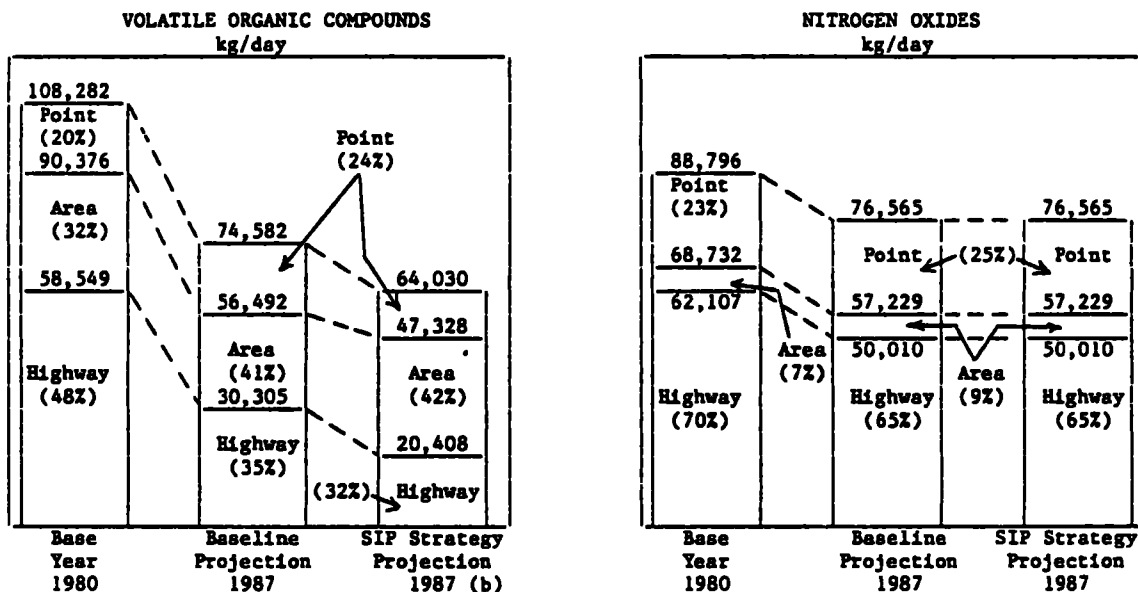 VOLATILE ORGANIC COMPOUNDS
kg/day
108,282
Point
(20%)
90,376
Area
(32%)
58,549
Highway
(48%)
Point
(24%)
74,582
56,492
Area
(41%)
30,305
Highway
(35%)
64,030
47,328
Area
(42%)
20,408
(32%)
Highway
Base
Year
1980
Baseline
Projection
1987
SIP Strategy
Projection
1987 (b)
NITROGEN OXIDES
kg/day
88,796
Point
(23%)
68,732
62,107
Area
(7%)
Highway
(70%)
76,565
Point
(25%)
57,229
50,010
Area
(9%)
Highway
(65%)
76,565
Point
57,229
50,010
Highway
(65%)
Base
Year
1980
Baseline
Projection
1987
SIP Strategy
Projection
1987